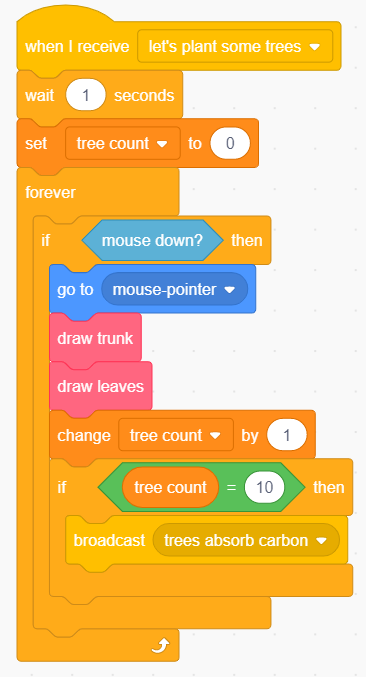 when I receive let's plant some trees
wait 1 seconds
set tree count to 0
forever
if mouse down? then
go to mouse-pointer
draw trunk
draw leaves
change tree count by 1
if tree count = 10 then
broadcast trees absorb carbon